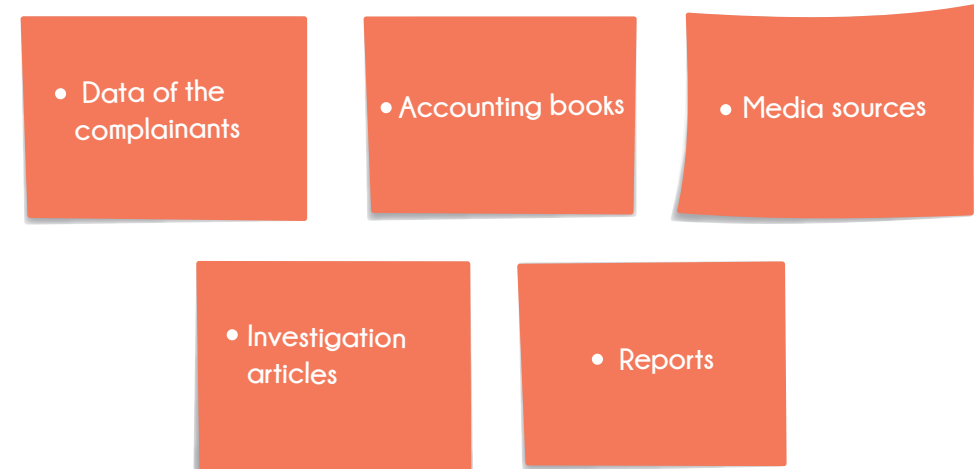 • Data of the
complainants
• Accounting books
• Media sources
• Investigation
articles
• Reports